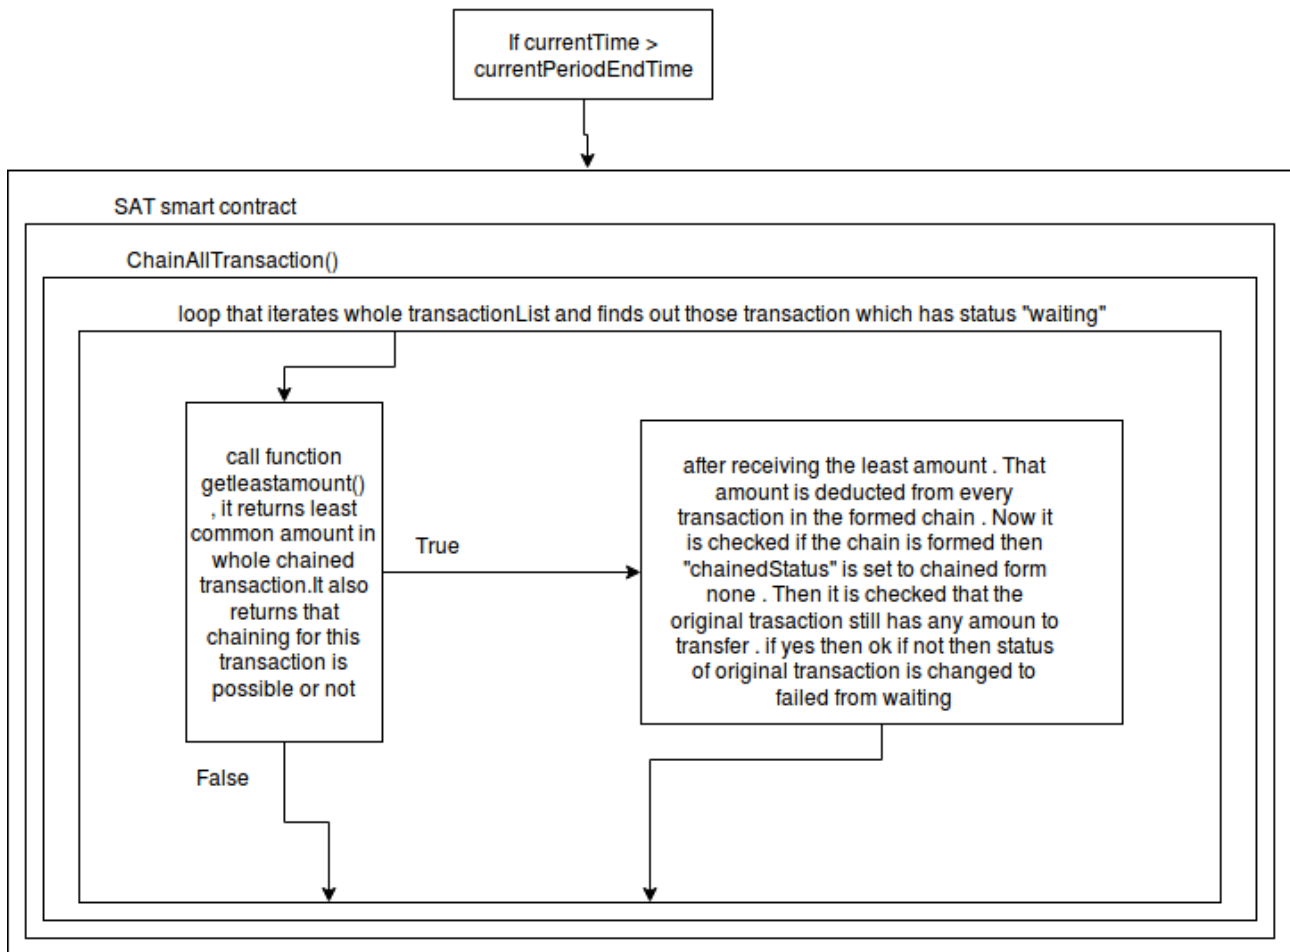 If currentTime >
currentPeriodEndTime
SAT smart contract
ChainAllTransaction()
loop that iterates whole transactionList and finds out those transaction which has status "waiting"
call function
getleastamount()
, it returns least
common amount in
whole chained
transaction.It also
returns that
chaining for this
transaction is
possible or not
True
after receiving the least amount . That
amount is deducted from every
transaction in the formed chain . Now it
is checked if the chain is formed then
"chainedStatus" is set to chained form
none . Then it is checked that the
original trasaction still has any amoun to
transfer . if yes then ok if not then status
of original transaction is changed to
failed from waiting
False